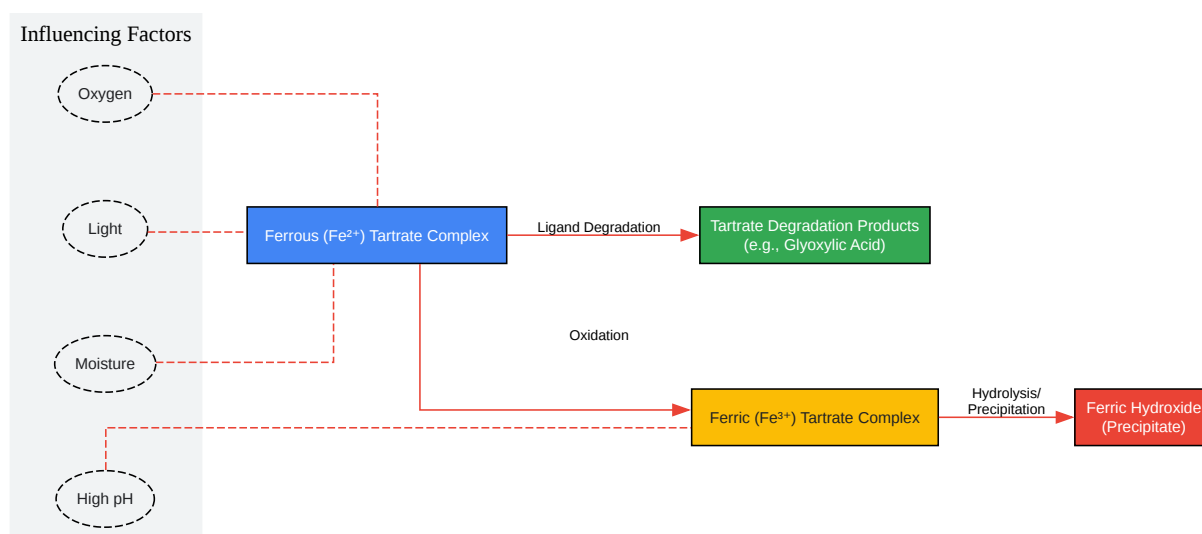 Influencing Factors
Oxygen
Light
Ferrous (Fe²⁺) Tartrate Complex
Ligand Degradation
Tartrate Degradation Products
(e.g., Glyoxylic Acid)
Oxidation
Moisture
Ferric (Fe³⁺) Tartrate Complex
Hydrolysis/
Precipitation
Ferric Hydroxide
(Precipitate)
High pH